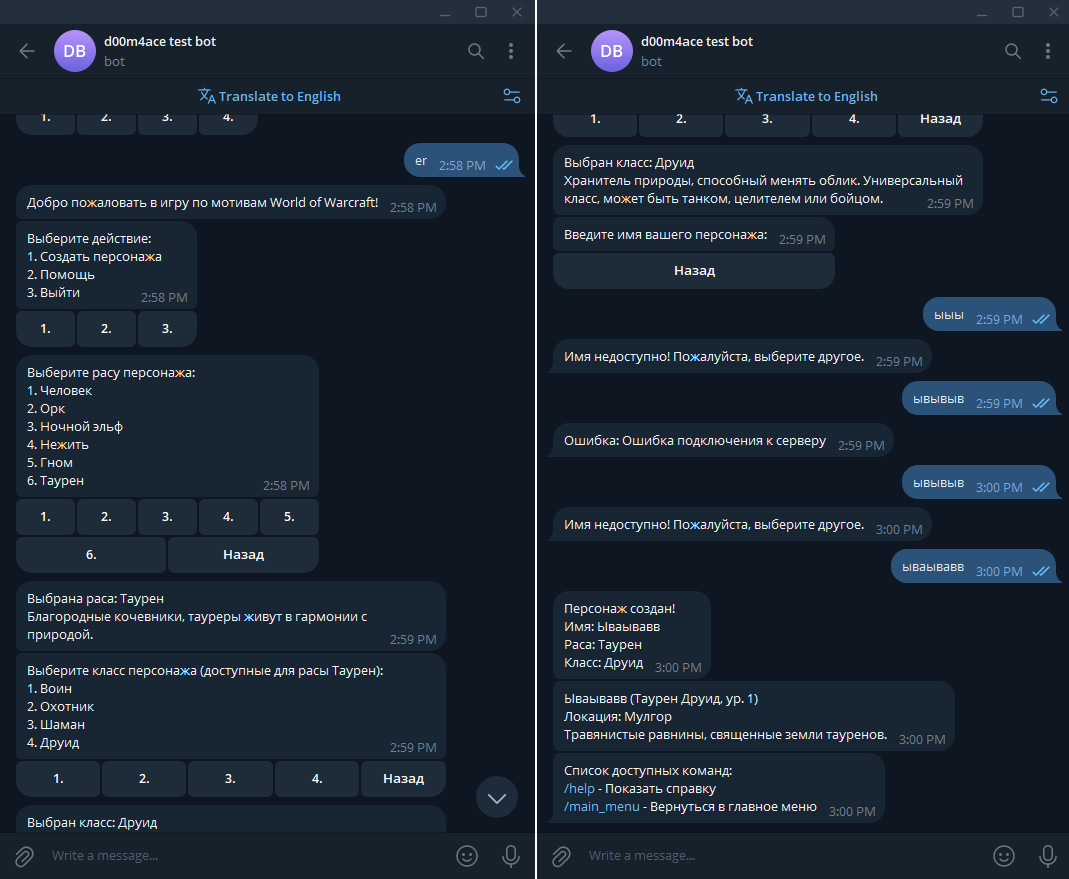 DB
d00m4ace test bot
bot
Translate to English
1. 2. 3. 4.
er 2:58 PM
Добро пожаловать в игру по мотивам World of Warcraft! 2:58 PM
Выберите действие:
1. Создать персонажа
2. Помощь
3. Выйти 2:58 PM
1. 2. 3.
Выберите расу персонажа:
1. Человек
2. Орк
3. Ночной эльф
4. Нежить
5. Гном
6. Таурен 2:58 PM
1. 2. 3. 4. 5.
6. Назад
Выбрана раса: Таурен
Благородные кочевники, тауреры живут в гармонии с
природой. 2:59 PM
Выберите класс персонажа (доступные для расы Таурен):
1. Воин
2. Охотник
3. Шаман
4. Друид 2:59 PM
1. 2. 3. 4. Назад
Выбран класс: Друид
Write a message...
DB
d00m4ace test bot
bot
Translate to English
1. 2. 3. 4. Назад
Выбран класс: Друид
Хранитель природы, способный менять облик. Универсальный
класс, может быть танком, целителем или бойцом. 2:59 PM
Введите имя вашего персонажа: 2:59 PM
Назад
ыыы 2:59 PM
Имя недоступно! Пожалуйста, выберите другое. 2:59 PM
ывывыв 2:59 PM
Ошибка: Ошибка подключения к серверу 2:59 PM
ывывыв 3:00 PM
Имя недоступно! Пожалуйста, выберите другое. 3:00 PM
ываывавв 3:00 PM
Персонаж создан!
Имя: Ываывавв
Раса: Таурен
Класс: Друид 3:00 PM
Ываывавв (Таурен Друид, ур. 1)
Локация: Мулгор
Травянистые равнины, священные земли тауренов. 3:00 PM
Список доступных команд:
/help - Показать справку
/main_menu - Вернуться в главное меню 3:00 PM
Write a message...